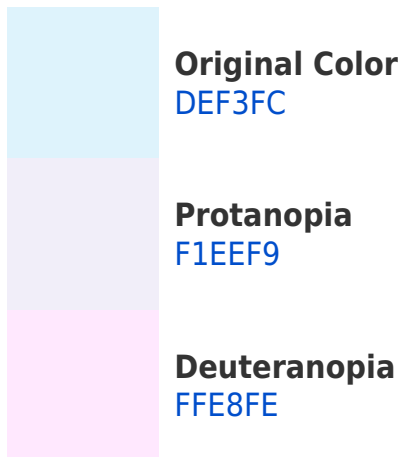 Original Color
DEF3FC
Protanopia
F1EEF9
Deuteranopia
FFE8FE